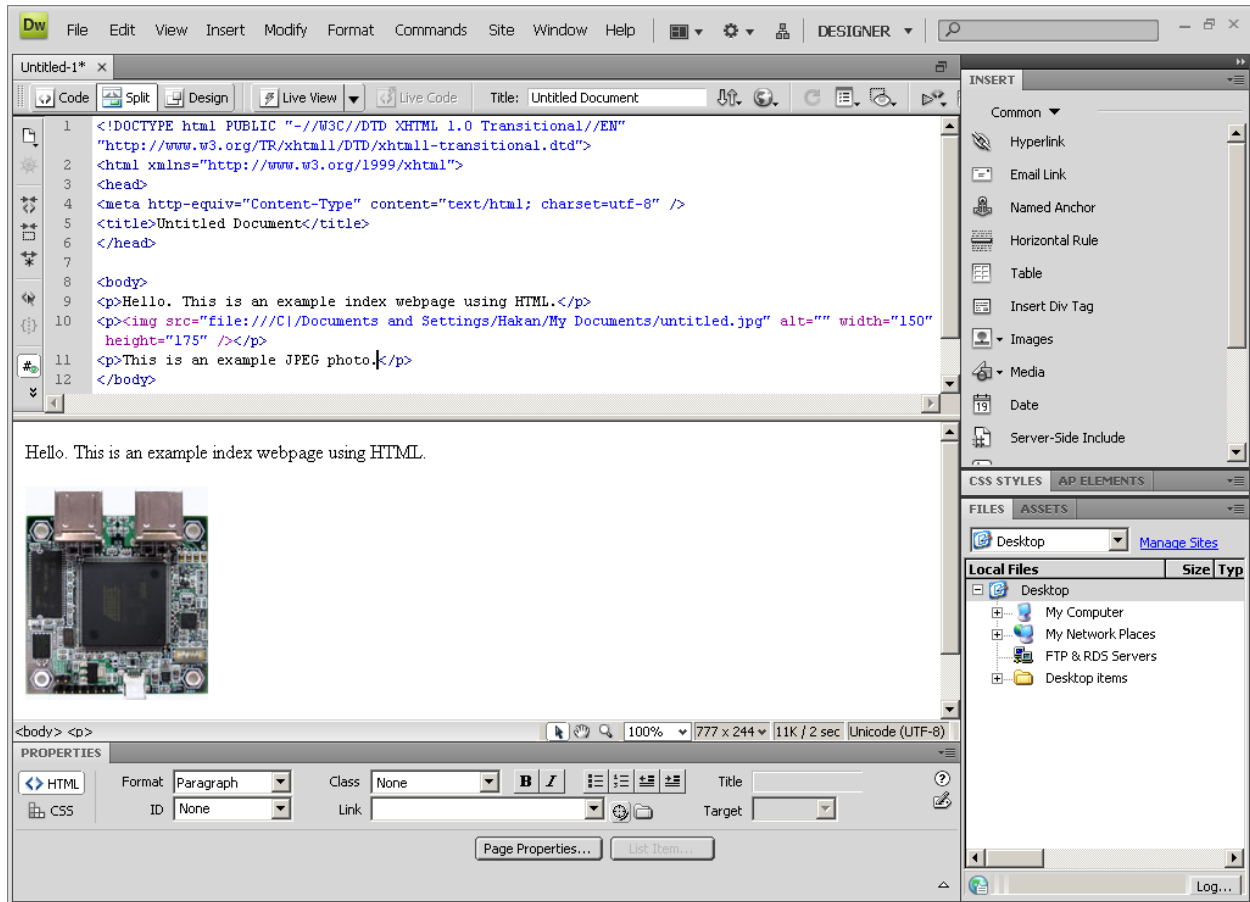 Dw File Edit View Insert Modify Format Commands Site Window Help DESIGNER
Untitled-1*
Code Split Design Live View Live Code Title: Untitled Document
1 <!DOCTYPE html PUBLIC "-//W3C//DTD XHTML 1.0 Transitional//EN"
"http://www.w3.org/TR/xhtml1/DTD/xhtml1-transitional.dtd">
2 <html xmlns="http://www.w3.org/1999/xhtml">
3 <head>
4 <meta http-equiv="Content-Type" content="text/html; charset=utf-8" />
5 <title>Untitled Document</title>
6 </head>
7
8 <body>
9 <p>Hello. This is an example index webpage using HTML.</p>
10 <p><img src="file:///C|/Documents and Settings/Hakan/My Documents/untitled.jpg" alt="" width="150"
height="175" /></p>
11 <p>This is an example JPEG photo.</p>
12 </body>
Hello. This is an example index webpage using HTML.
<body> <p> 100% 777 x 244 11K / 2 sec Unicode (UTF-8)
PROPERTIES
HTML Format Paragraph Class None B I Title
CSS ID None Link Target
Page Properties... List Item...
INSERT
Common
Hyperlink
Email Link
Named Anchor
Horizontal Rule
Table
Insert Div Tag
Images
Media
19 Date
Server-Side Include
CSS STYLES AP ELEMENTS
FILES ASSETS
Desktop Manage Sites
Local Files Size Typ
Desktop
My Computer
My Network Places
FTP & RDS Servers
Desktop items
Log...